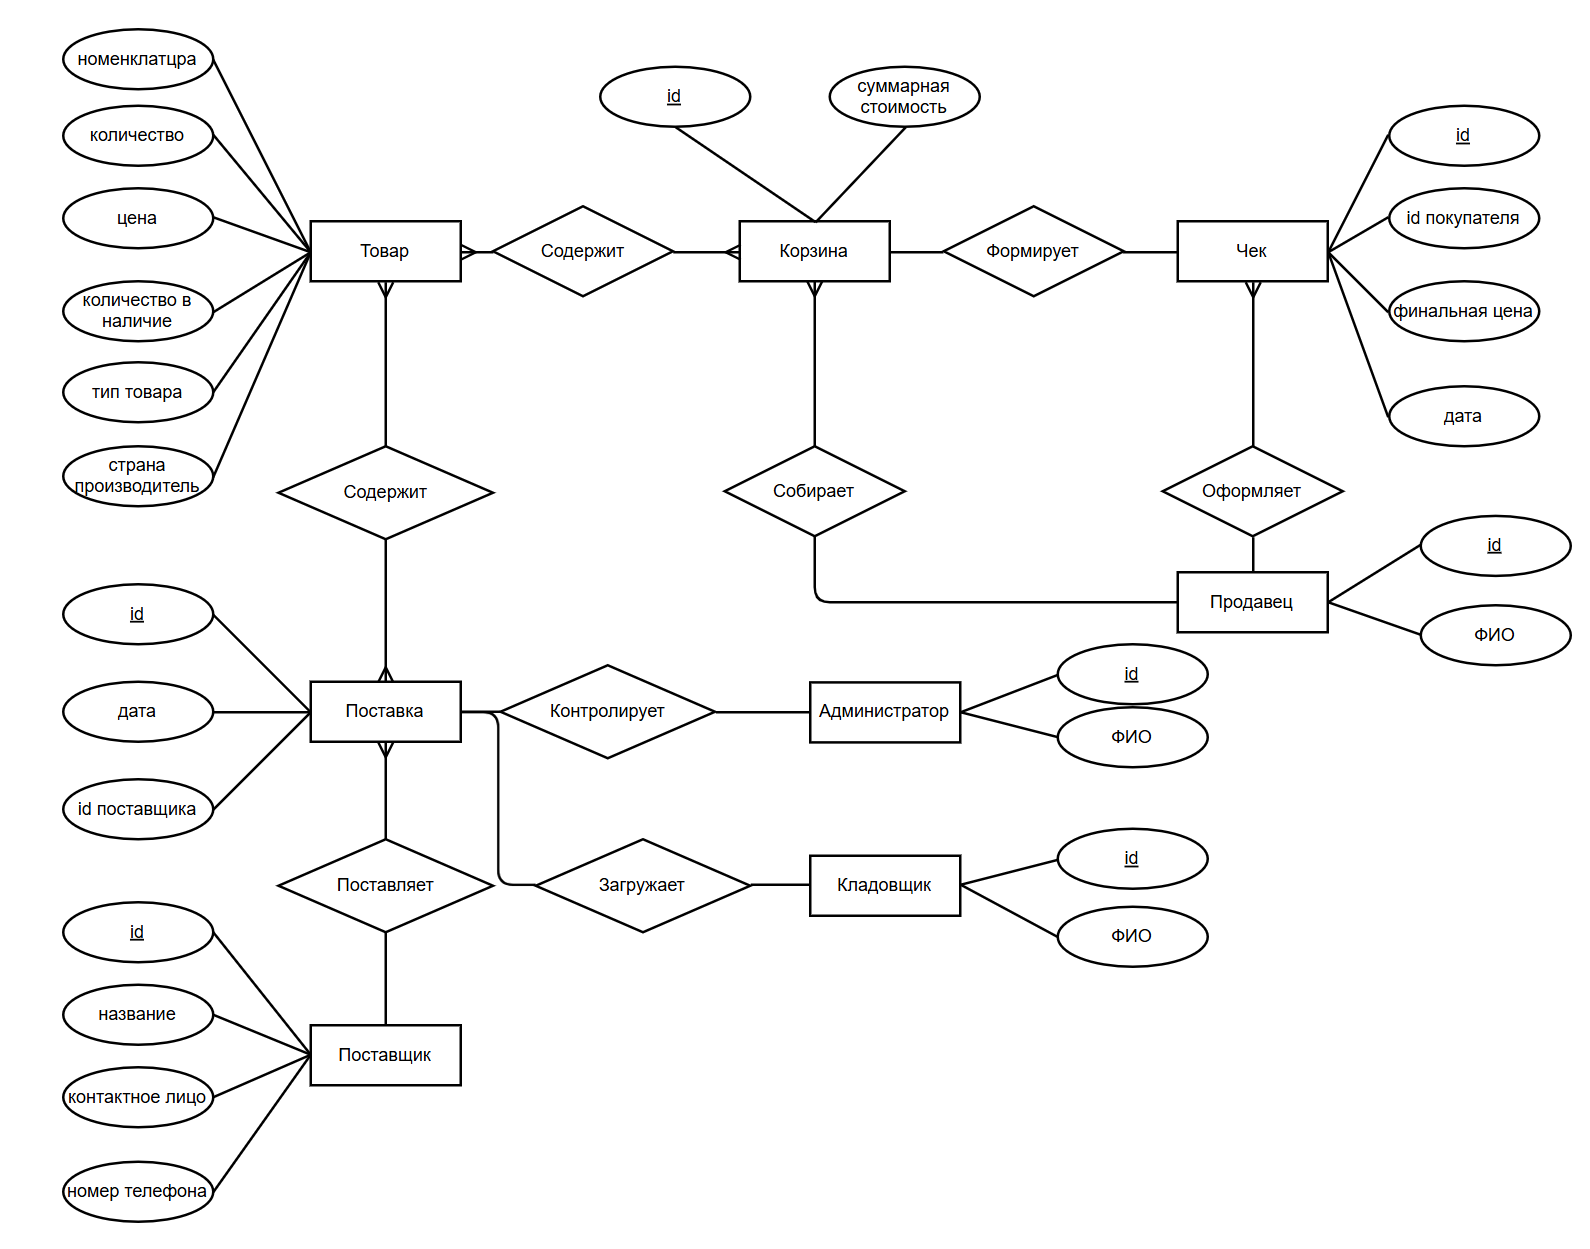 номенклатцра
количество
цена
количество в
наличие
тип товара
страна
производитель
id
суммарная
стоимость
id
id покупателя
финальная цена
дата
Товар
Содержит
Корзина
Формирует
Чек
Содержит
Собирает
Оформляет
Продавец
id
ФИО
id
дата
id поставщика
Поставка
Контролирует
Администратор
id
ФИО
Поставляет
Загружает
Кладовщик
id
ФИО
id
название
контактное лицо
номер телефона
Поставщик